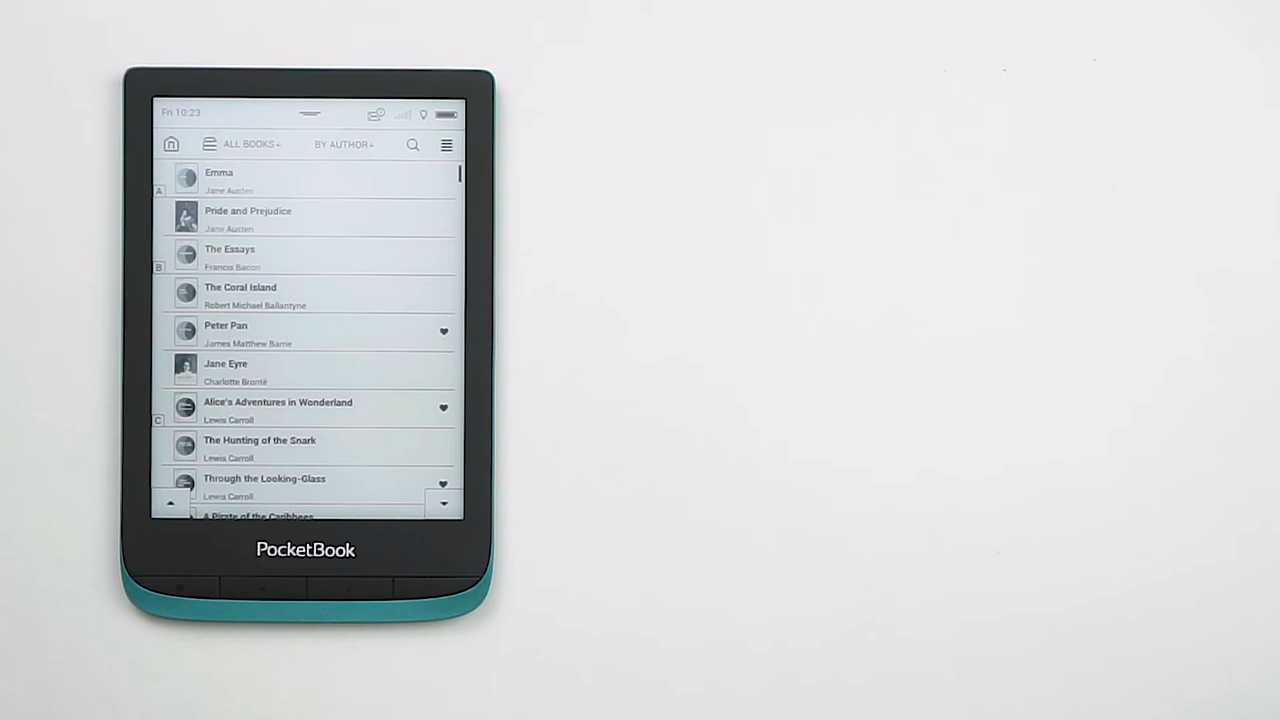 Fri 10:23
ALL BOOKS BY AUTHOR
Emma
A Jane Austen
Pride and Prejudice
Jane Austen
The Essays
B Francis Bacon
The Coral Island
Robert Michael Ballantyne
Peter Pan
James Matthew Barrie
Jane Eyre
Charlotte Brontë
Alice's Adventures in Wonderland
C Lewis Carroll
The Hunting of the Snark
Lewis Carroll
Through the Looking-Glass
Lewis Carroll
A Pirate of the Caribbees
PocketBook